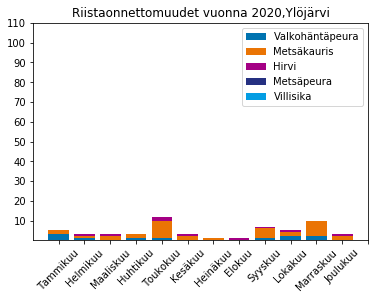 Riistaonnettomuudet vuonna 2020,Ylöjärvi
110
100
90
80
70
60
50
40
30
20
10
Valkohäntäpeura
Metsäkauris
Hirvi
Metsäpeura
Villisika
Tammikuu
Helmikuu
Maaliskuu
Huhtikuu
Toukokuu
Kesäkuu
Heinäkuu
Elokuu
Syyskuu
Lokakuu
Marraskuu
Joulukuu